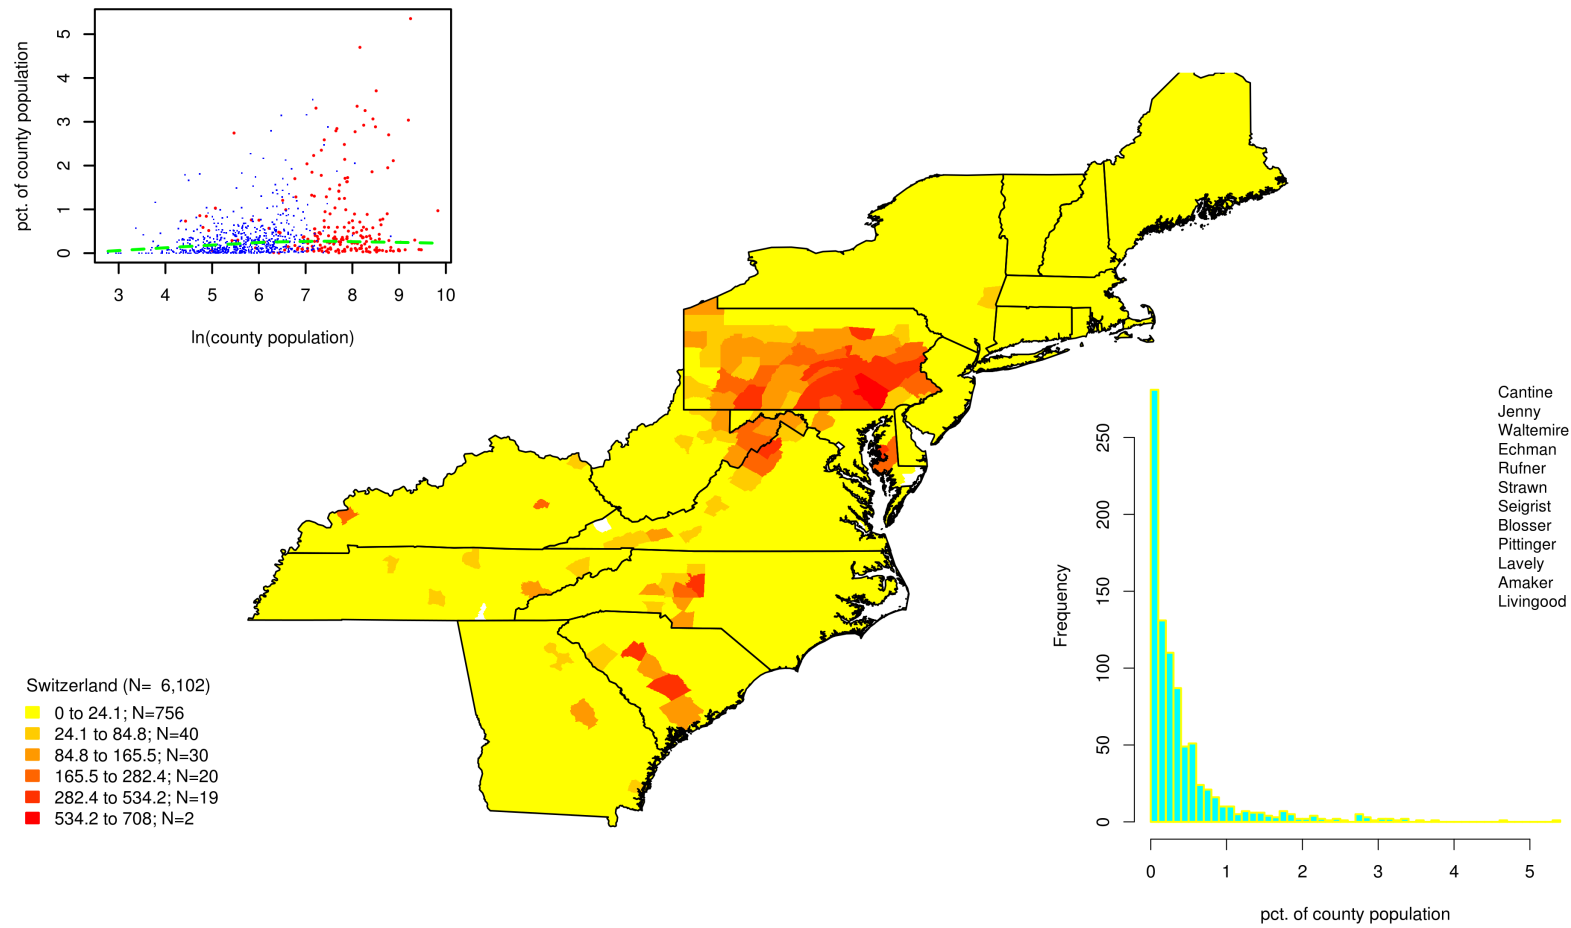 5
4
3
2
1
0
pct. of county population
3 4 5 6 7 8 9 10
ln(county population)
Switzerland (N= 6,102)
0 to 24.1; N=756
24.1 to 84.8; N=40
84.8 to 165.5; N=30
165.5 to 282.4; N=20
282.4 to 534.2; N=19
534.2 to 708; N=2
Cantine
Jenny
Waltemire
Echman
Rufner
Strawn
Seigrist
Blosser
Pittinger
Lavely
Amaker
Livingood
250
200
150
100
50
0
Frequency
0 1 2 3 4 5
pct. of county population